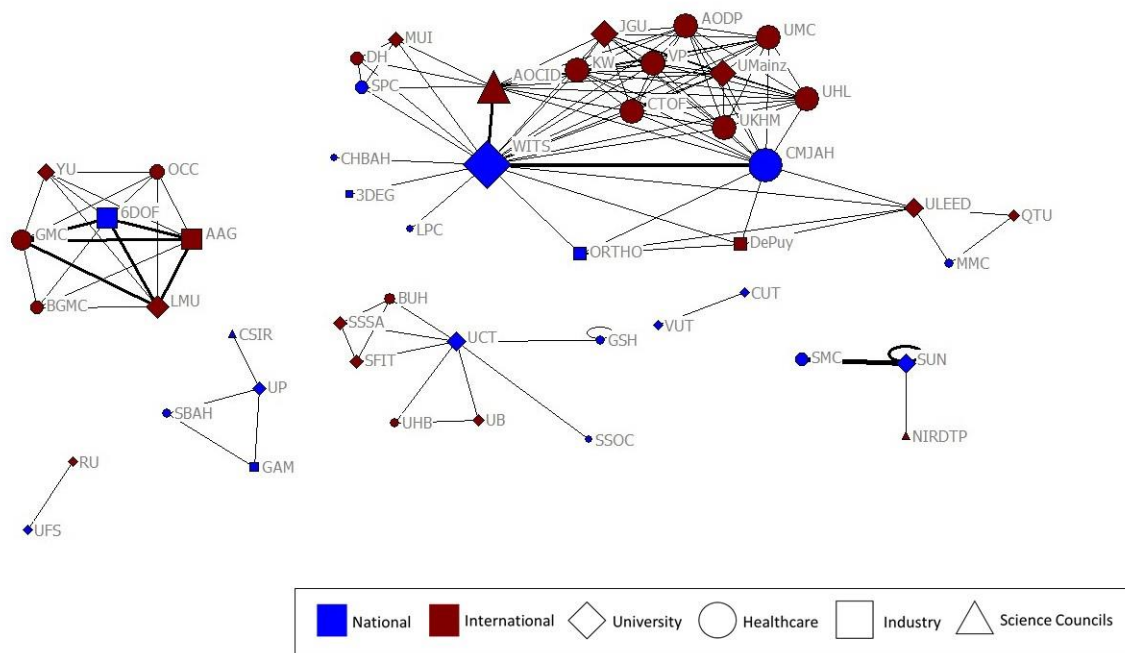 AODP
JGU
UMC
MUI
DH
KW
VP
UMainz
SPC
AOCID
UHL
CTOF
UKHM
WITS
CMJAH
CHBAH
YU
OCC
3DEG
ULEED
6DOF
QTU
LPC
GMC
AAG
ORTHO
DePuy
MMC
BGMC
LMU
BUH
CUT
SSSA
VUT
CSIR
UCT
GSH
SFIT
SMC
SUN
UP
SBAH
UHB
UB
SSOC
NIRDTP
RU
GAM
UFS
National
International
University
Healthcare
Industry
Science Councils